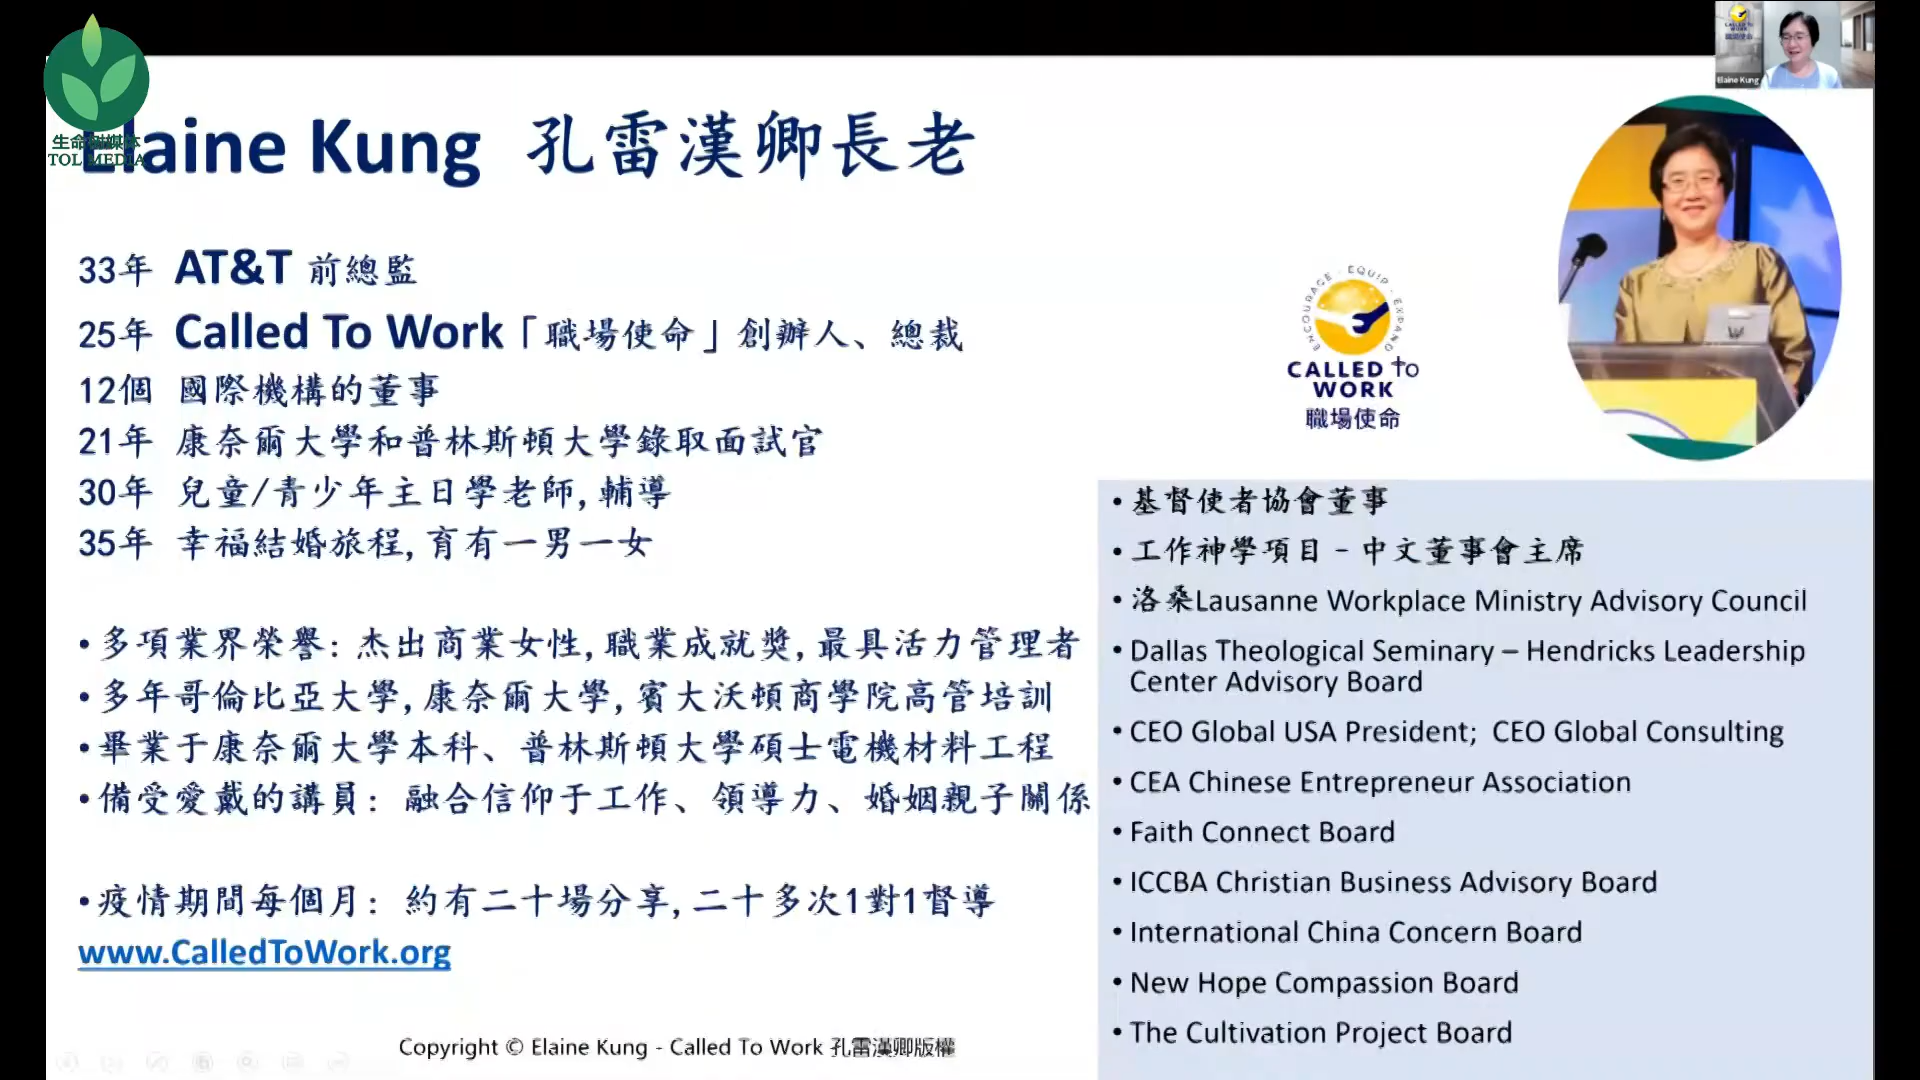 生命树媒体
TOL MEDIA
Elaine Kung 孔雷漢卿長老
33年 AT&T 前總監
25年 Called To Work「職場使命」創辦人、總裁
12個 國際機構的董事
21年 康奈爾大學和普林斯頓大學錄取面試官
30年 兒童/青少年主日學老師, 輔導
35年 幸福結婚旅程, 育有一男一女
• 多項業界榮譽: 杰出商業女性, 職業成就獎, 最具活力管理者
• 多年哥倫比亞大學, 康奈爾大學, 賓大沃頓商學院高管培訓
• 畢業于康奈爾大學本科、普林斯頓大學碩士電機材料工程
• 備受愛戴的講員: 融合信仰于工作、領導力、婚姻親子關係
• 疫情期間每個月: 約有二十場分享, 二十多次1對1督導
www.CalledToWork.org
Elaine Kung
ENCOURAGE · EQUIP · EXPAND
CALLED to
WORK
職場使命
• 基督使者協會董事
• 工作神學項目 - 中文董事會主席
• 洛桑Lausanne Workplace Ministry Advisory Council
• Dallas Theological Seminary – Hendricks Leadership
Center Advisory Board
• CEO Global USA President; CEO Global Consulting
• CEA Chinese Entrepreneur Association
• Faith Connect Board
• ICCBA Christian Business Advisory Board
• International China Concern Board
• New Hope Compassion Board
• The Cultivation Project Board
Copyright © Elaine Kung - Called To Work 孔雷漢卿版權